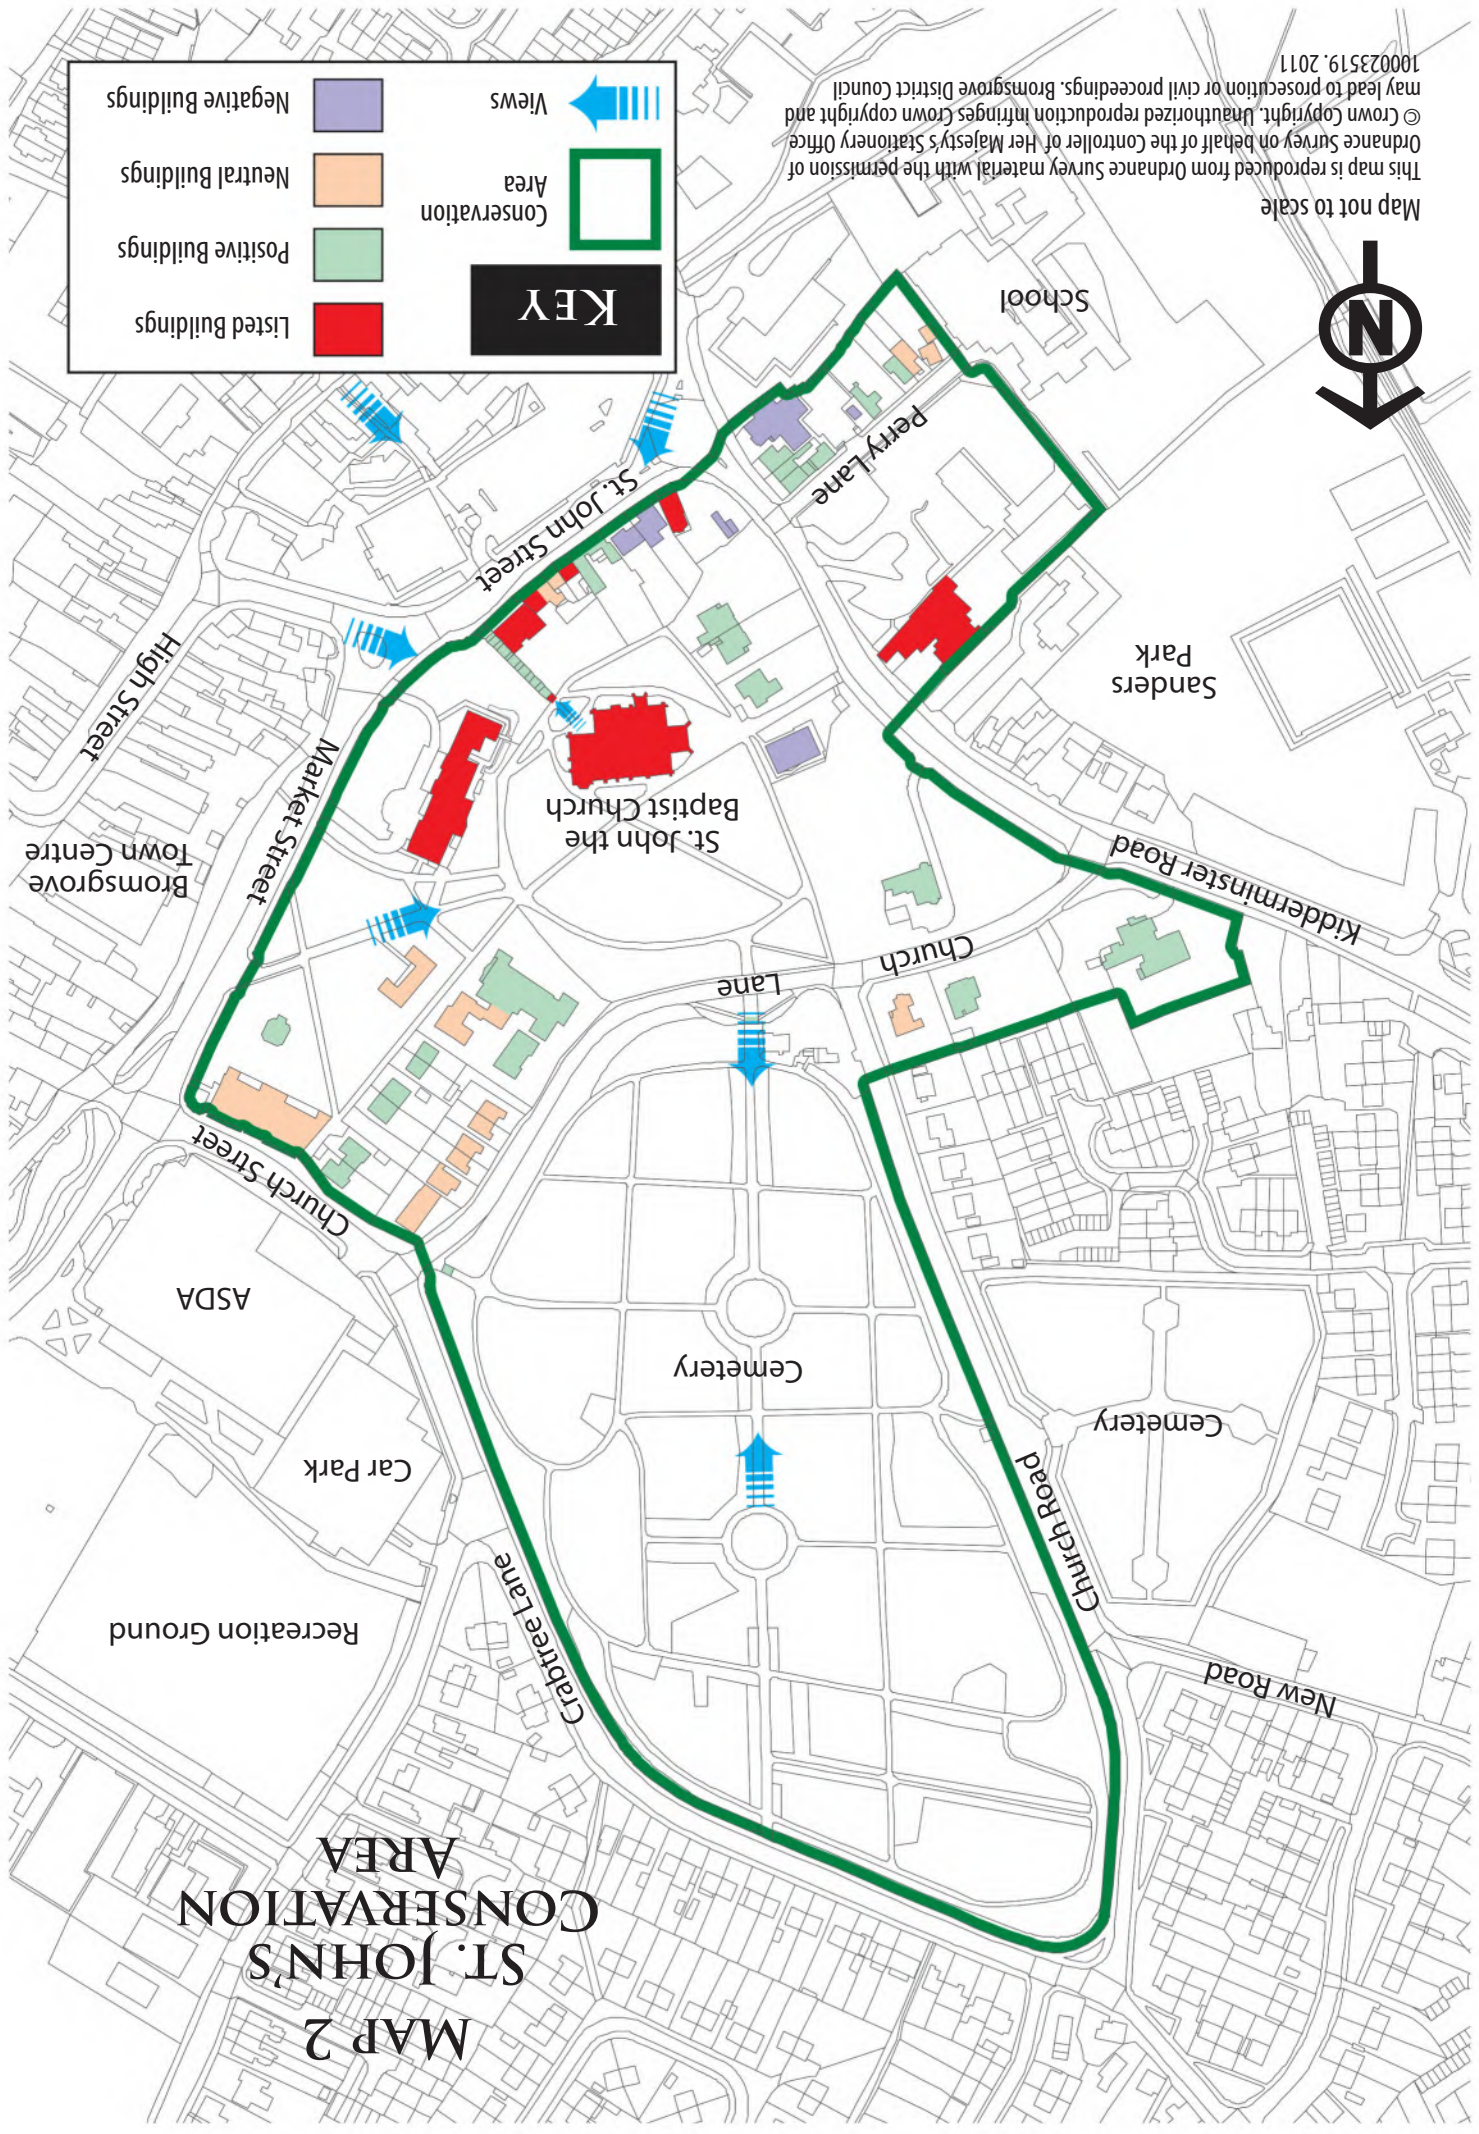 MAP 2
ST. JOHN'S
CONSERVATION
AREA
New Road
Recreation Ground
Crabtree Lane
Church Road
Car Park
Cemetery
Cemetery
ASDA
Church Street
Church
Lane
Kidderminster Road
Bromsgrove
Town Centre
Market Street
St. John the
Baptist Church
High Street
Sanders
Park
St. John Street
Perry Lane
School
N
Map not to scale
This map is reproduced from Ordnance Survey material with the permission of
Ordnance Survey on behalf of the Controller of Her Majesty's Stationery Office
© Crown Copyright. Unauthorized reproduction infringes Crown copyright and
may lead to prosecution or civil proceedings. Bromsgrove District Council
100023519. 2011
KEY
Conservation
Area
Views
Listed Buildings
Positive Buildings
Neutral Buildings
Negative Buildings